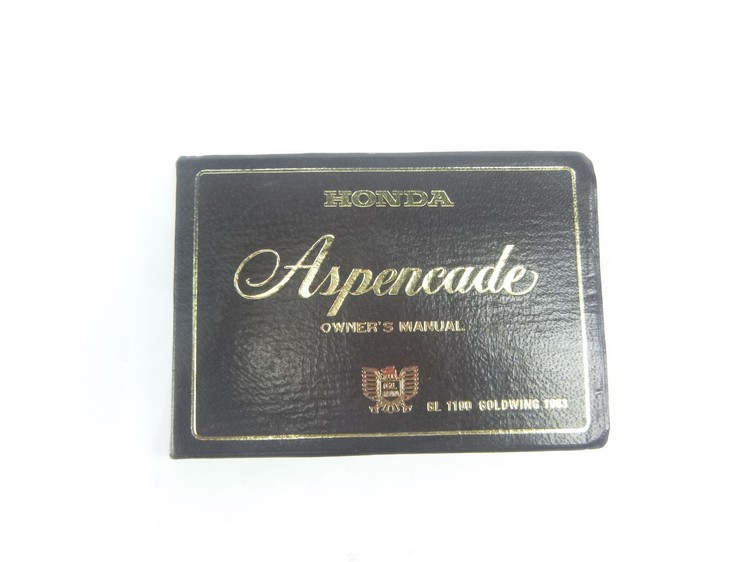 HONDA
Aspencade
OWNER'S MANUAL
GL 1100 GOLDWING 1983